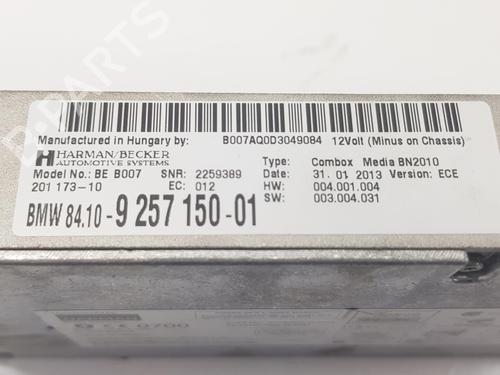 Manufactured in Hungary by: B007AQ0D3049084 12Volt (Minus on Chassis)
HARMAN/BECKER Type: Combox Media BN2010
AUTOMOTIVE SYSTEMS
Model No.: BE B007 SNR: 2259389 Date: 31. 01 2013 Version: ECE
201 173-10 EC: 012 HW: 004.001.004
SW: 003.004.031
BMW 84.10- 9 257 150-01
CE 0700